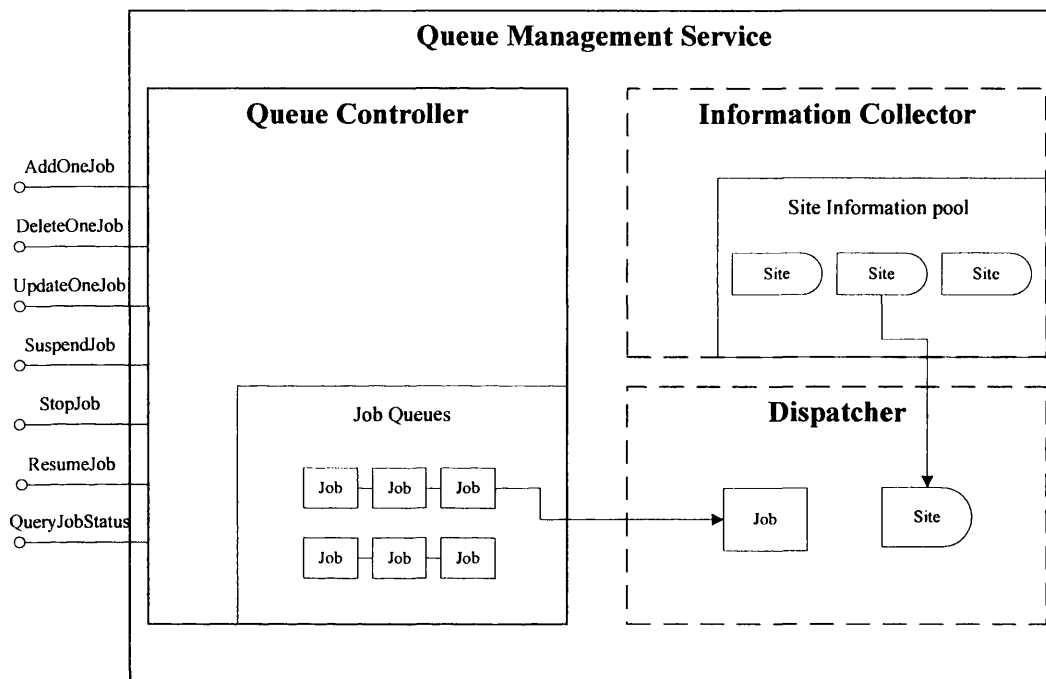 Queue Management Service
Queue Controller
AddOneJob
DeleteOneJob
UpdateOneJob
SuspendJob
StopJob
ResumeJob
QueryJobStatus
Job Queues
Job Job Job
Job Job Job
Information Collector
Site Information pool
Site Site Site
Dispatcher
Job Site